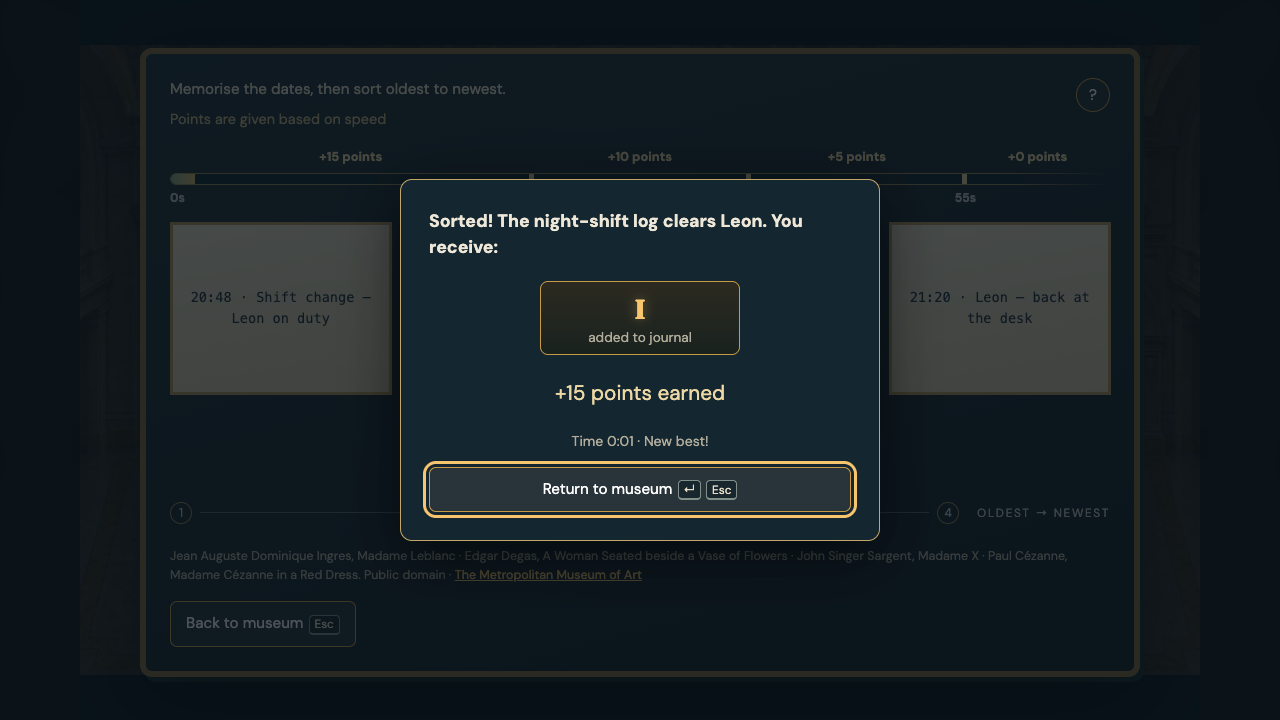 Memorise the dates, then sort oldest to newest.
?
Points are given based on speed
+15 points
+10 points
+5 points
+0 points
0s
55s
Sorted! The night-shift log clears Leon. You
receive:
I
added to journal
+15 points earned
Time 0:01 · New best!
Return to museum ↵ Esc
20:48 · Shift change —
Leon on duty
21:20 · Leon — back at
the desk
1
4
OLDEST → NEWEST
Jean Auguste Dominique Ingres, Madame Leblanc · Edgar Degas, A Woman Seated beside a Vase of Flowers · John Singer Sargent, Madame X · Paul Cézanne,
Madame Cézanne in a Red Dress. Public domain · The Metropolitan Museum of Art
Back to museum Esc